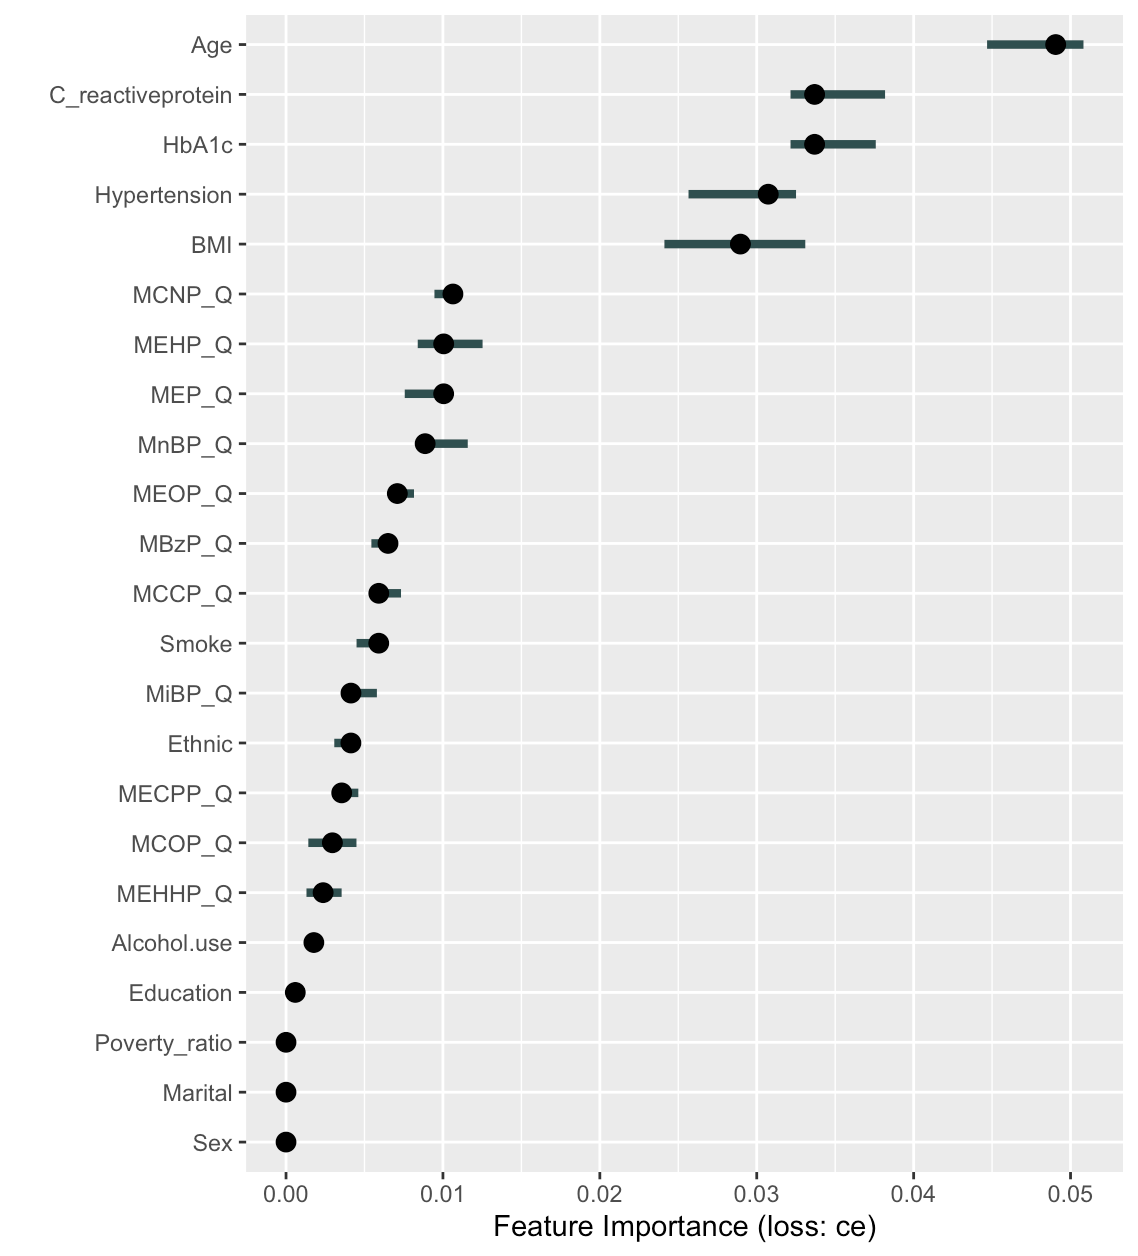 Age
C_reactiveprotein
HbA1c
Hypertension
BMI
MCNP_Q
MEHP_Q
MEP_Q
MnBP_Q
MEOP_Q
MBzP_Q
MCCP_Q
Smoke
MiBP_Q
Ethnic
MECPP_Q
MCOP_Q
MEHHP_Q
Alcohol.use
Education
Poverty_ratio
Marital
Sex
0.00 0.01 0.02 0.03 0.04 0.05
Feature Importance (loss: ce)